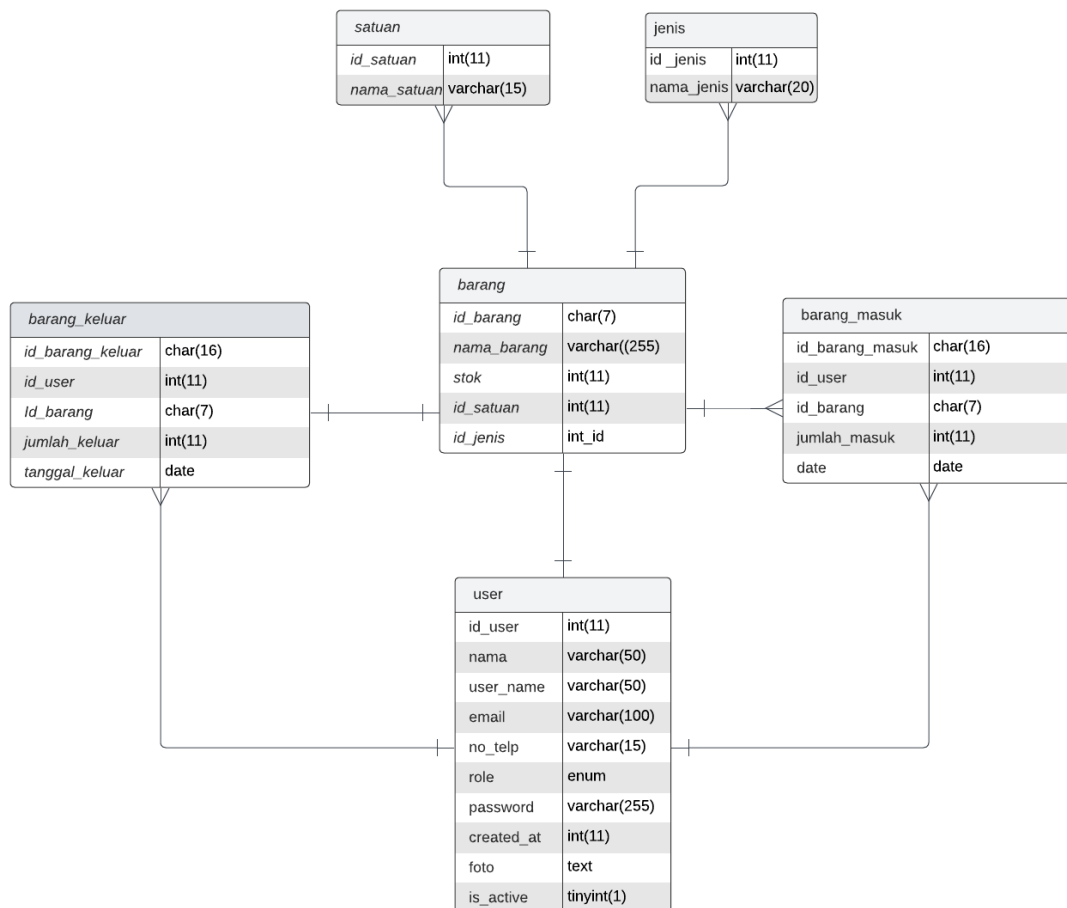 satuan
id_satuan int(11)
nama_satuan varchar(15)
jenis
id _jenis int(11)
nama_jenis varchar(20)
barang
id_barang char(7)
nama_barang varchar((255)
stok int(11)
id_satuan int(11)
id_jenis int_id
barang_keluar
id_barang_keluar char(16)
id_user int(11)
Id_barang char(7)
jumlah_keluar int(11)
tanggal_keluar date
barang_masuk
id_barang_masuk char(16)
id_user int(11)
id_barang char(7)
jumlah_masuk int(11)
date date
user
id_user int(11)
nama varchar(50)
user_name varchar(50)
email varchar(100)
no_telp varchar(15)
role enum
password varchar(255)
created_at int(11)
foto text
is_active tinyint(1)